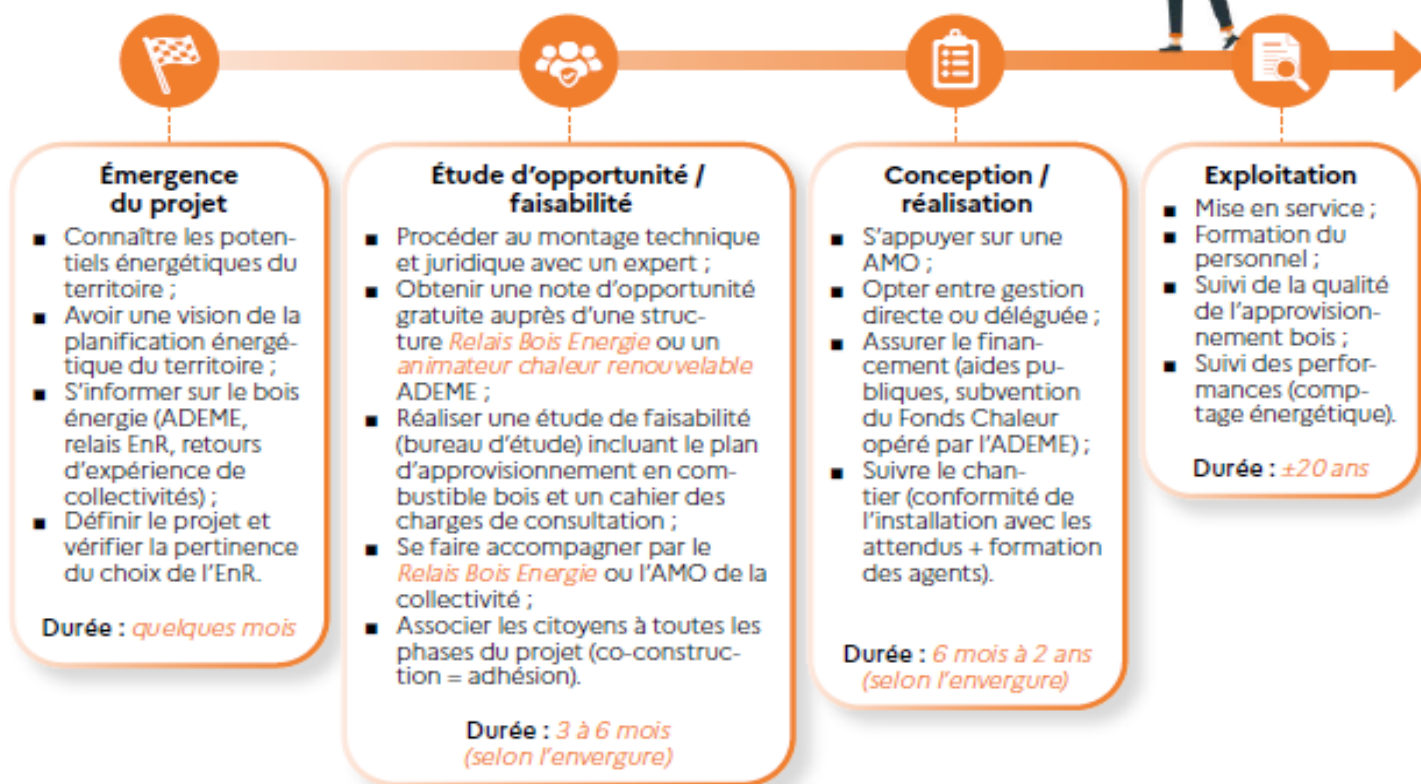 Émergence
du projet
■ Connaître les poten-
tiels énergétiques du
territoire ;
■ Avoir une vision de la
planification énergé-
tique du territoire ;
■ S'informer sur le bois
énergie (ADEME,
relais EnR, retours
d'expérience de
collectivités) ;
■ Définir le projet et
vérifier la pertinence
du choix de l'EnR.
Durée : quelques mois
Étude d'opportunité /
faisabilité
■ Procéder au montage technique
et juridique avec un expert ;
■ Obtenir une note d'opportunité
gratuite auprès d'une struc-
ture Relais Bois Energie ou un
animateur chaleur renouvelable
ADEME ;
■ Réaliser une étude de faisabilité
(bureau d'étude) incluant le plan
d'approvisionnement en com-
bustible bois et un cahier des
charges de consultation ;
■ Se faire accompagner par le
Relais Bois Energie ou l'AMO de la
collectivité ;
■ Associer les citoyens à toutes les
phases du projet (co-construc-
tion = adhésion).
Durée : 3 à 6 mois
(selon l'envergure)
Conception /
réalisation
■ S'appuyer sur une
AMO ;
■ Opter entre gestion
directe ou déléguée ;
■ Assurer le finan-
cement (aides pu-
bliques, subvention
du Fonds Chaleur
opéré par l'ADEME) ;
■ Suivre le chan-
tier (conformité de
l'installation avec les
attendus + formation
des agents).
Durée : 6 mois à 2 ans
(selon l'envergure)
Exploitation
■ Mise en service ;
■ Formation du
personnel ;
■ Suivi de la qualité
de l'approvision-
nement bois ;
■ Suivi des perfor-
mances (comp-
tage énergétique).
Durée : ±20 ans